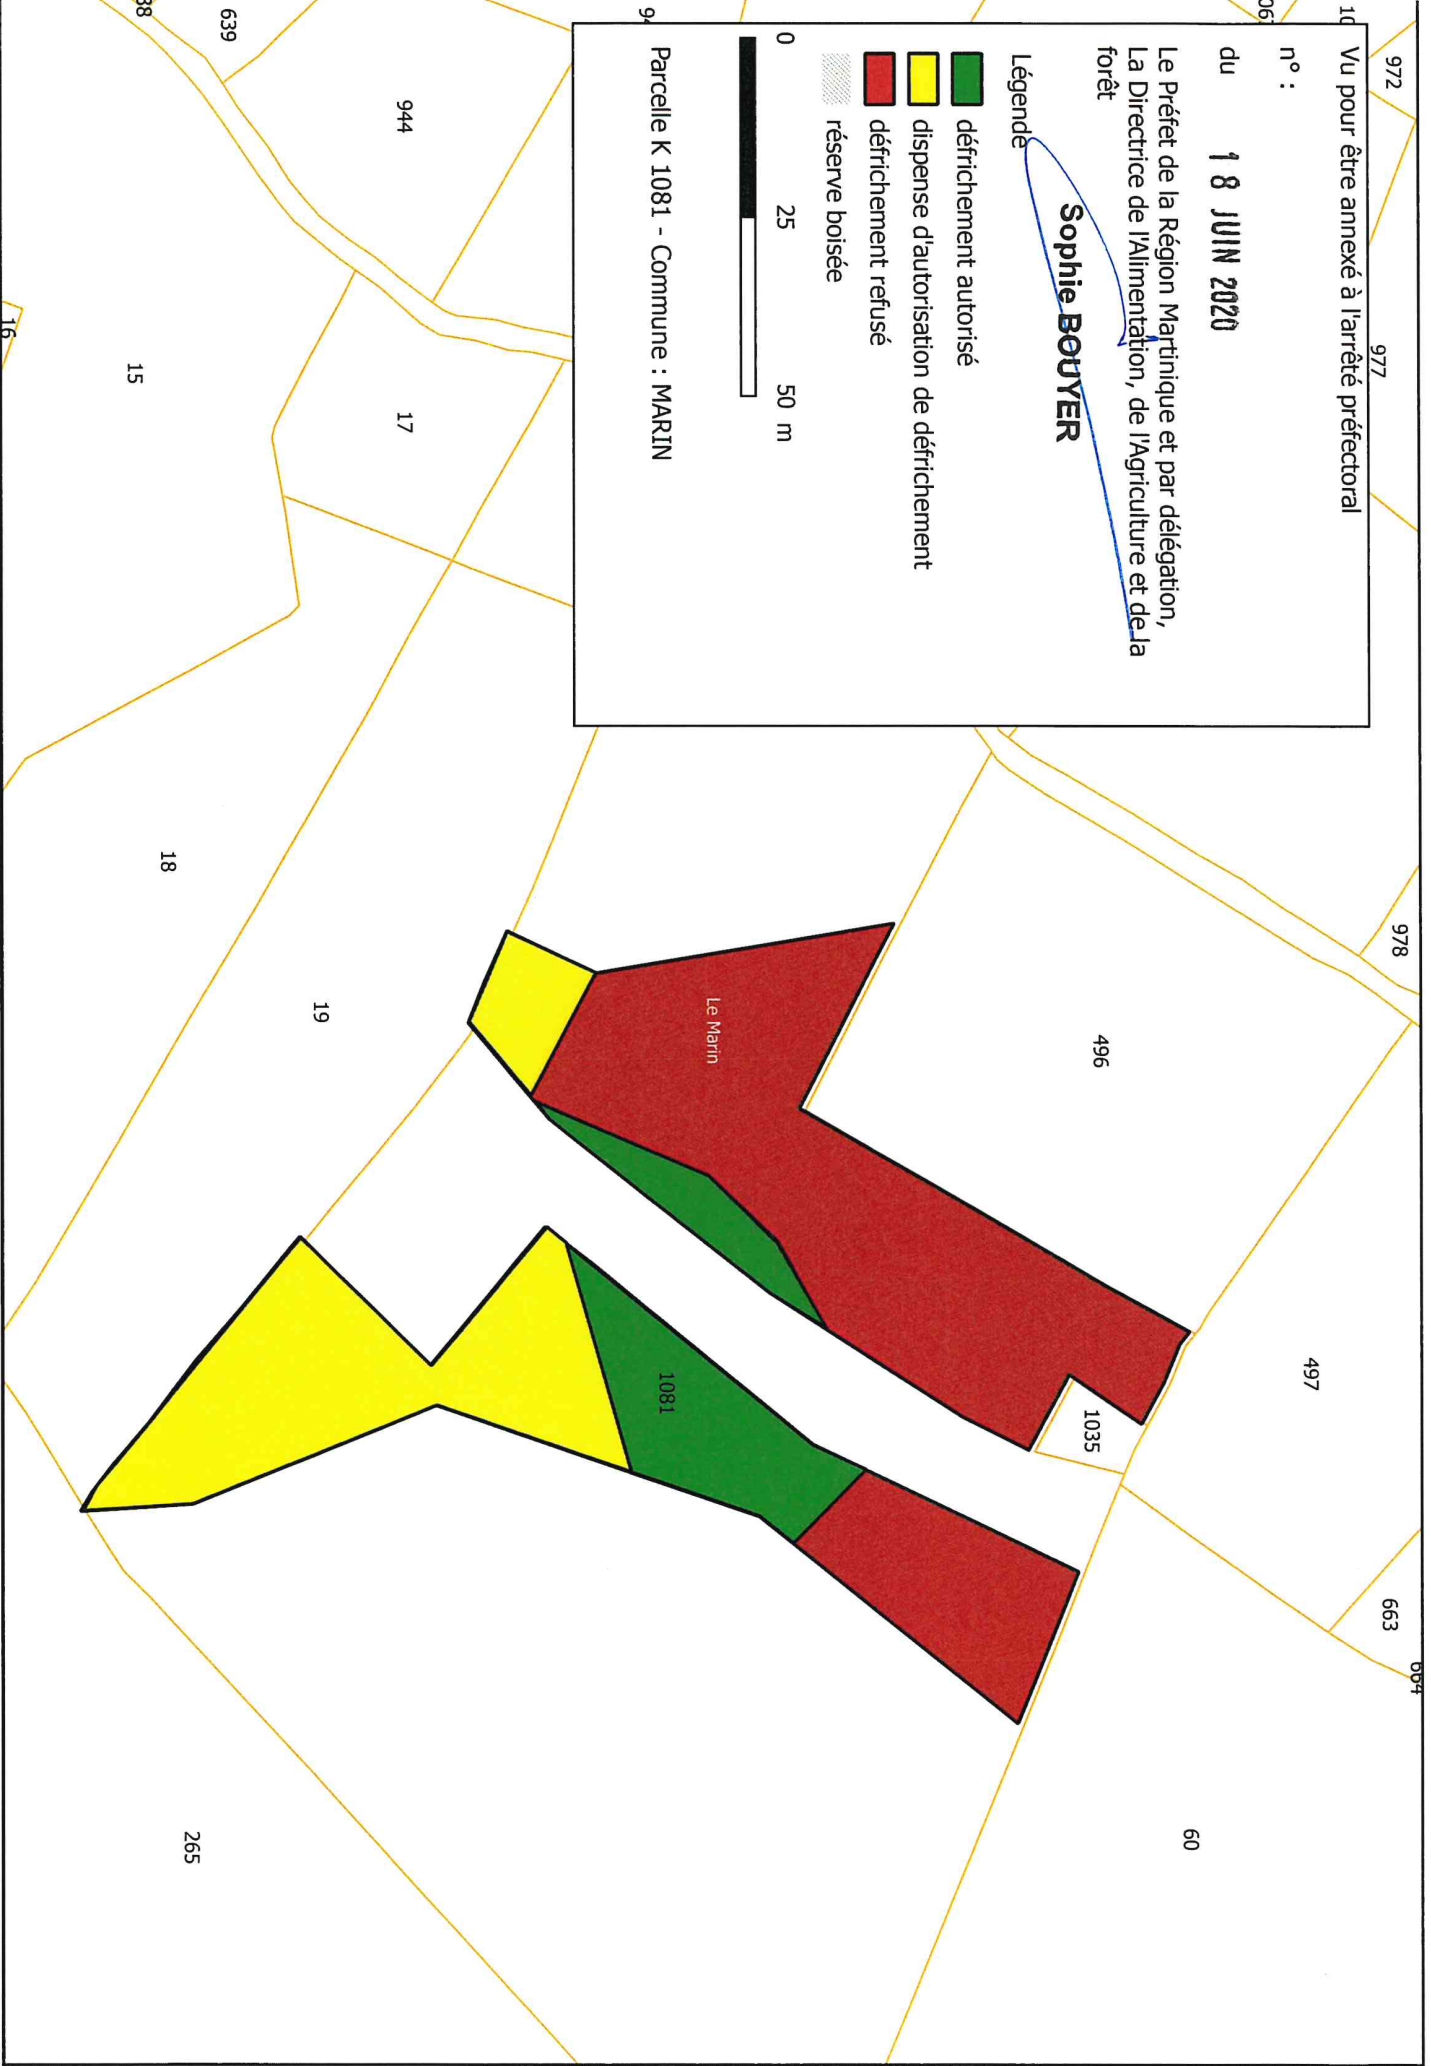 Vu pour être annexé à l'arrêté préfectoral
n° :
du 18 JUIN 2020
Le Préfet de la Région Martinique et par délégation,
La Directrice de l'Alimentation, de l'Agriculture et de la
forêt
Sophie BOUYER
Légende
défrichement autorisé
dispense d'autorisation de défrichement
défrichement refusé
réserve boisée
0 25 50 m
Parcelle K 1081 - Commune : MARIN
972
977
978
496
497
663
664
1035
60
Le Marin
1081
639
944
17
15
16
18
19
265